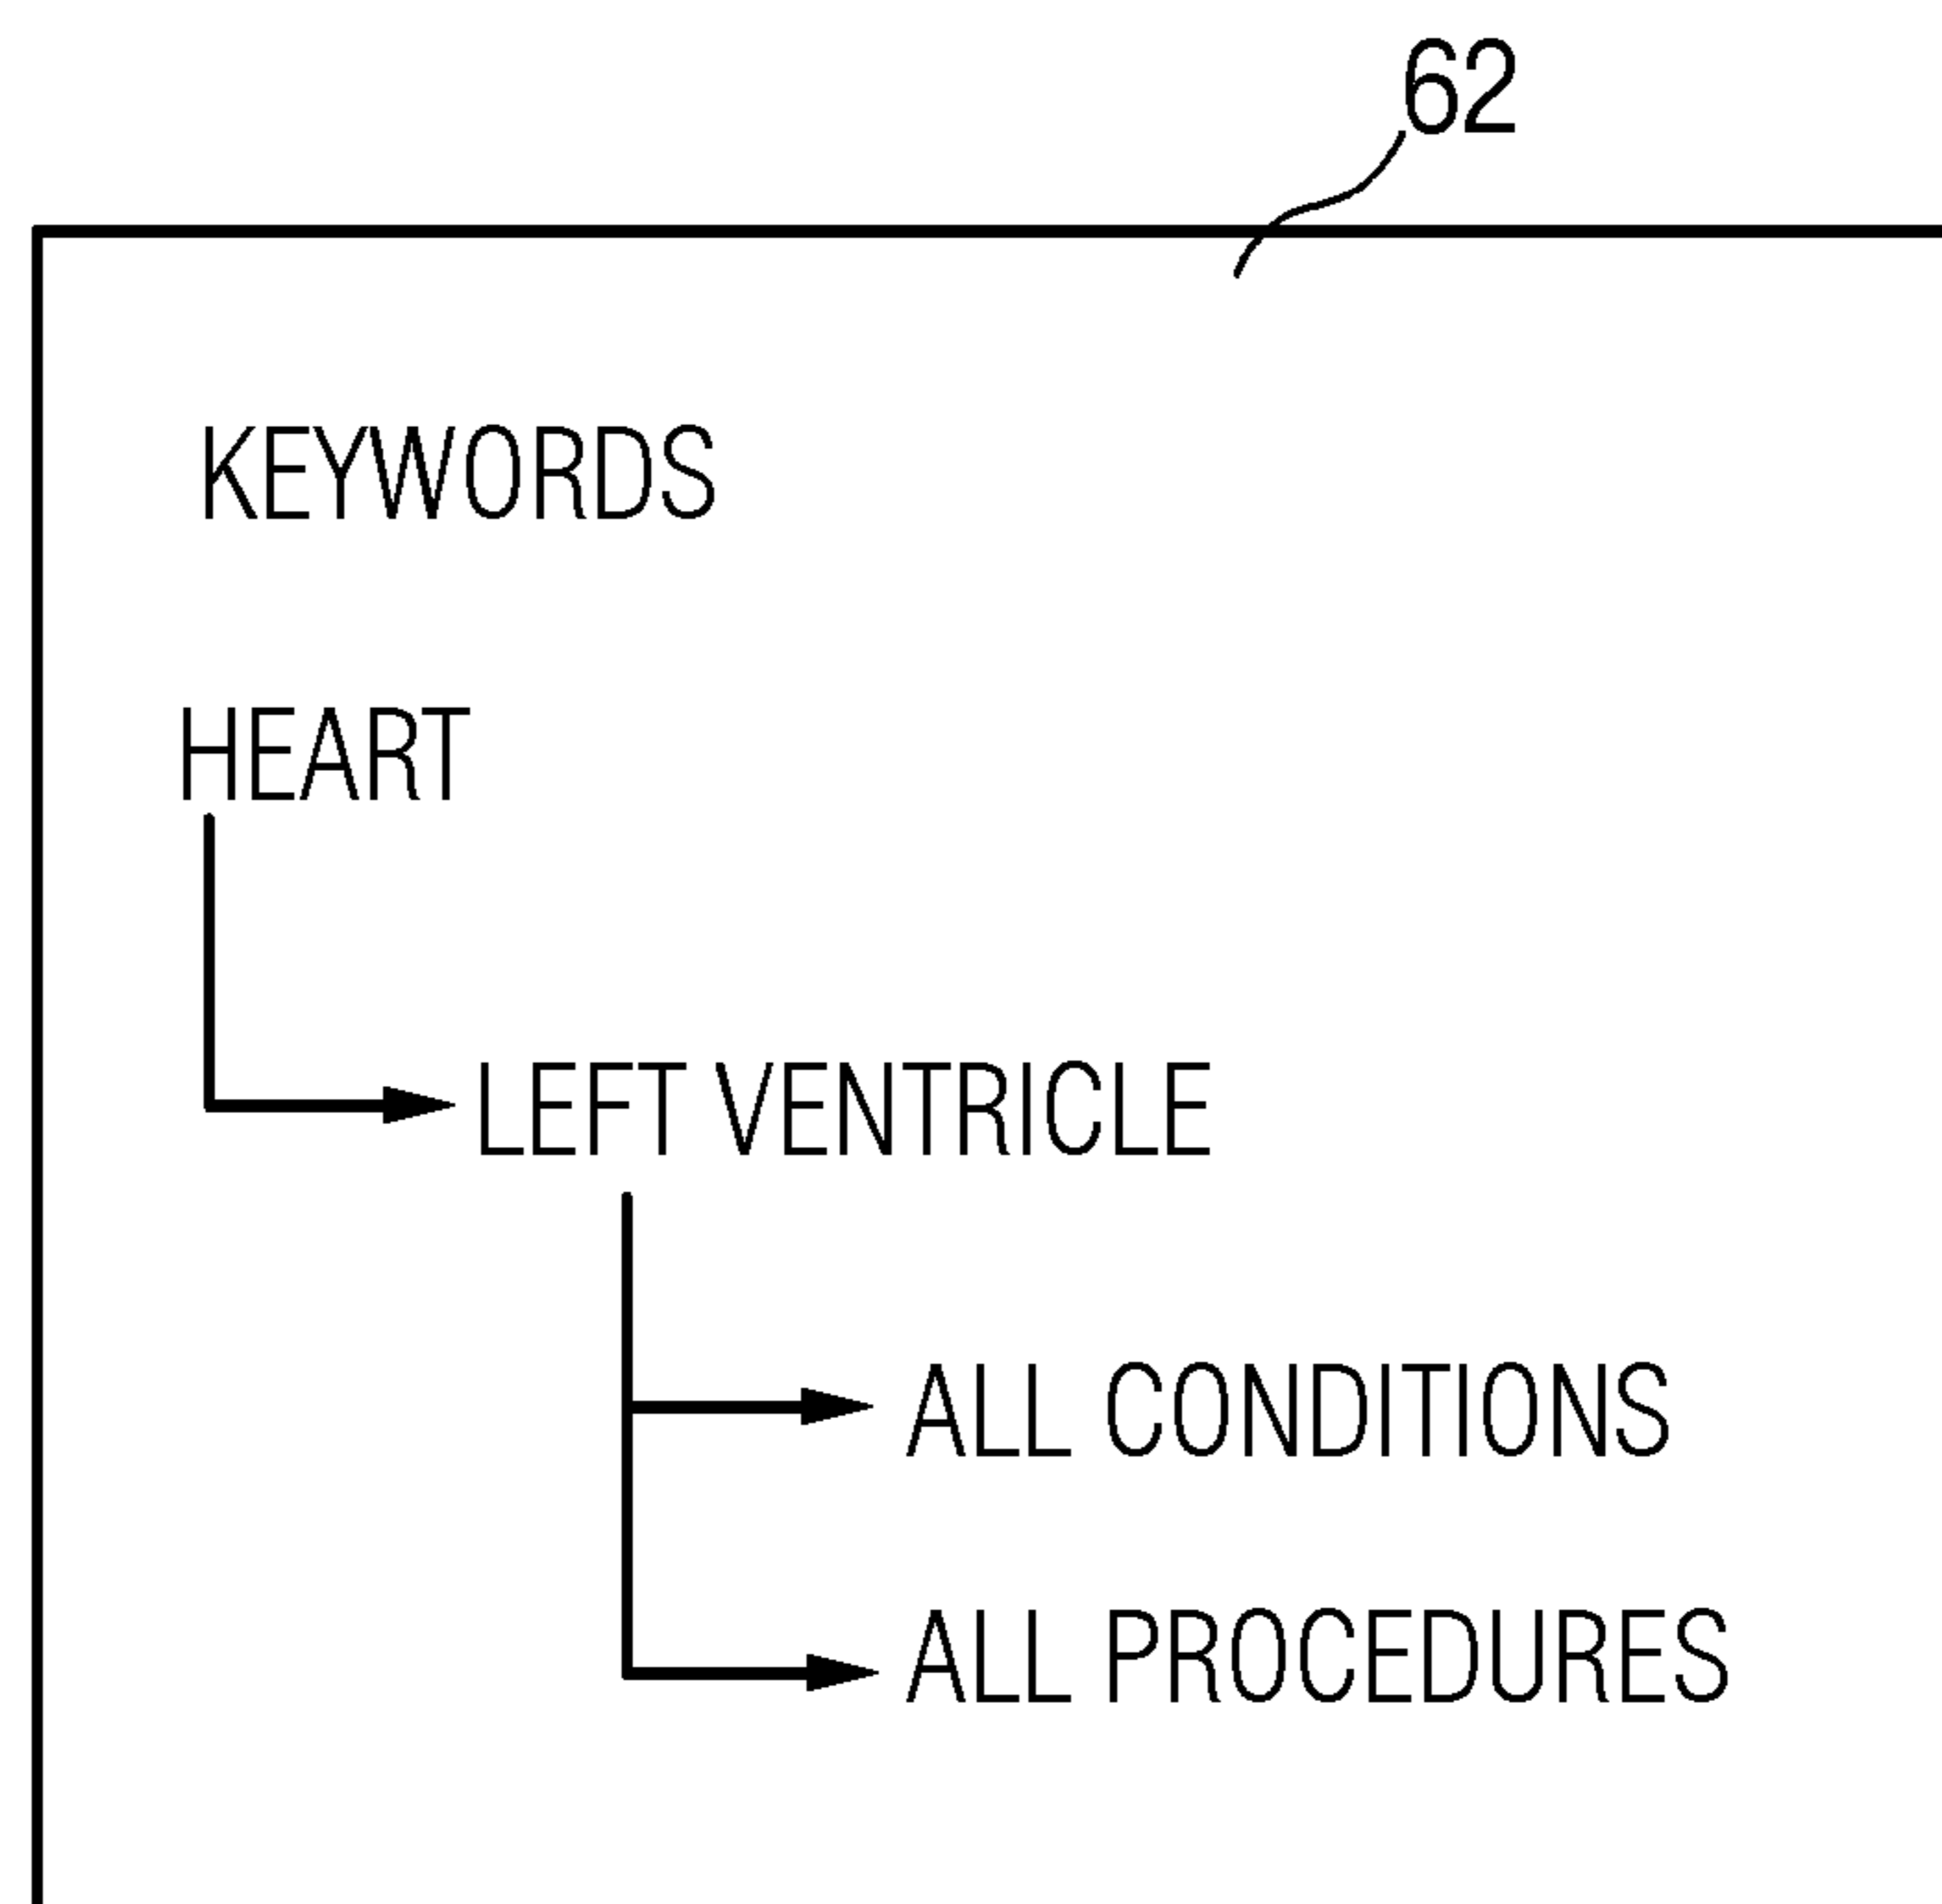 62
KEYWORDS
HEART
LEFT VENTRICLE
ALL CONDITIONS
ALL PROCEDURES